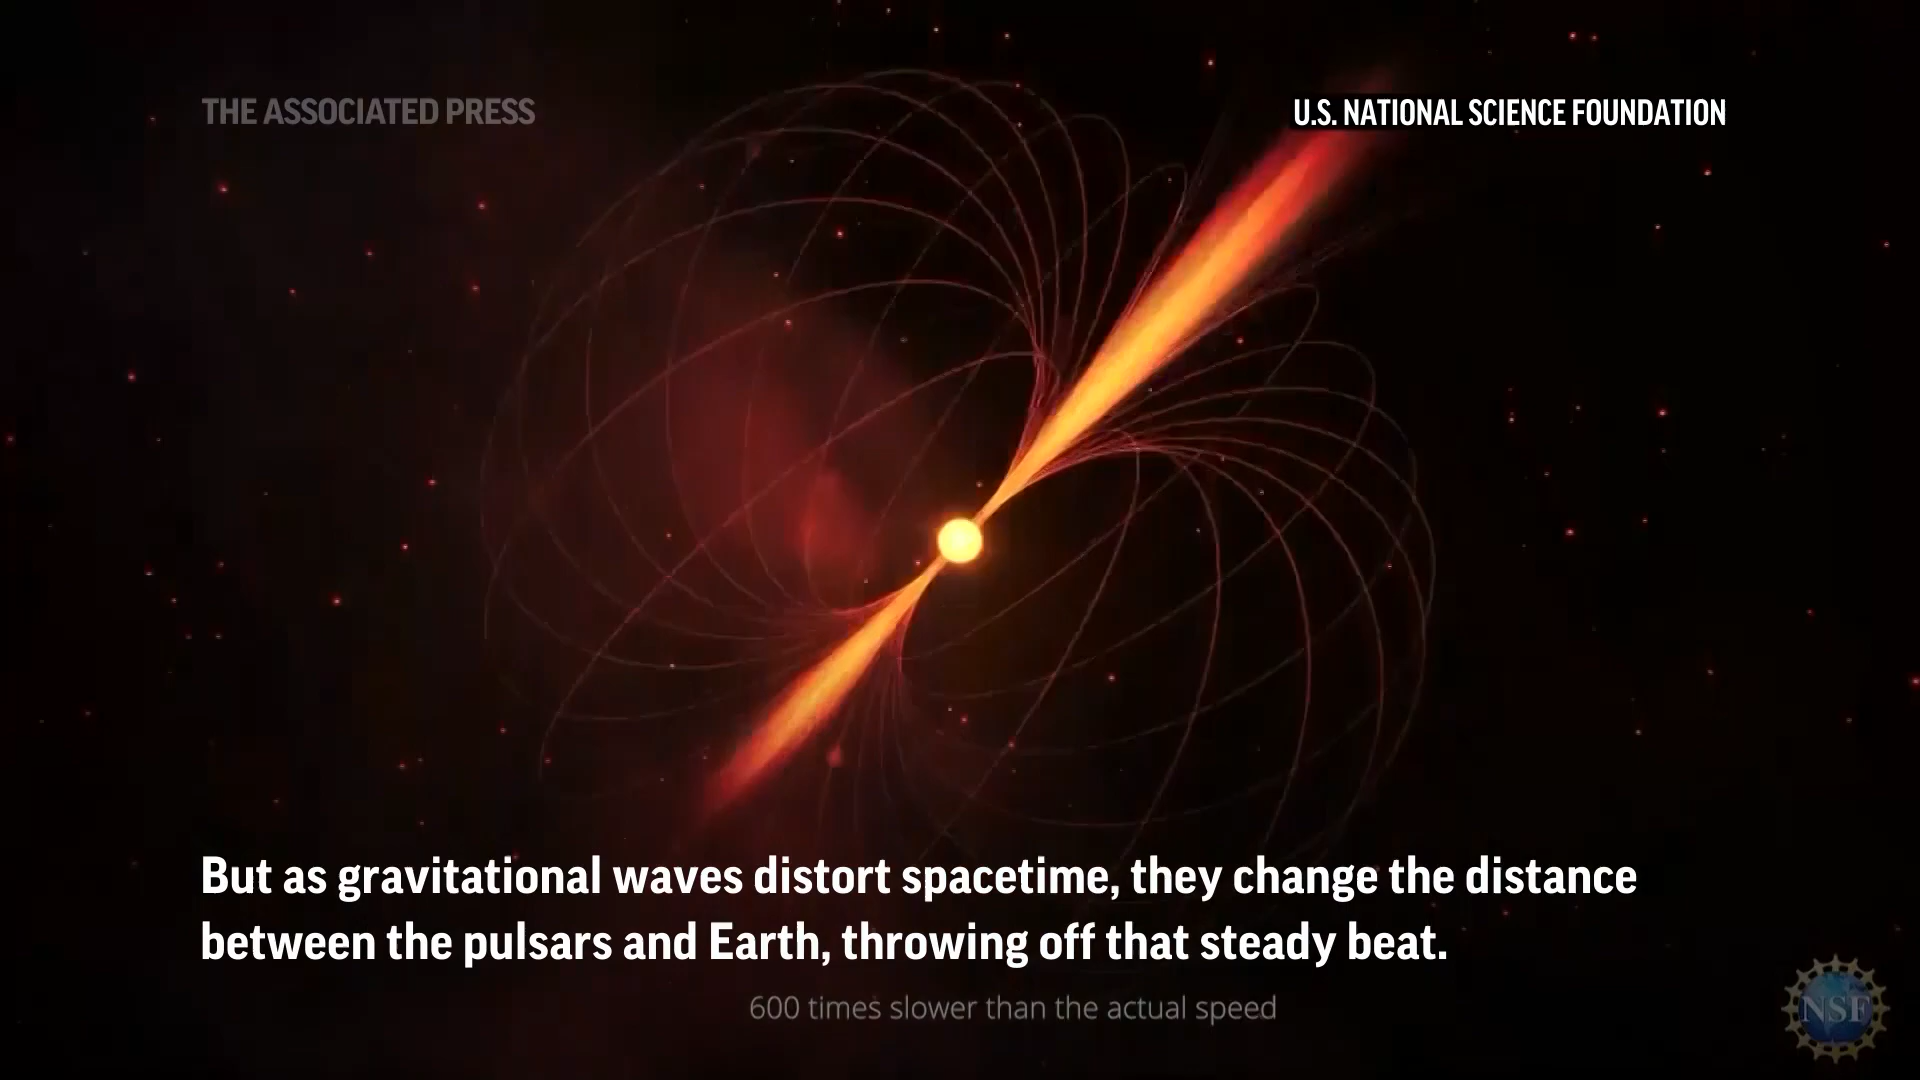 THE ASSOCIATED PRESS
U.S. NATIONAL SCIENCE FOUNDATION
But as gravitational waves distort spacetime, they change the distance
between the pulsars and Earth, throwing off that steady beat.
600 times slower than the actual speed
NSF